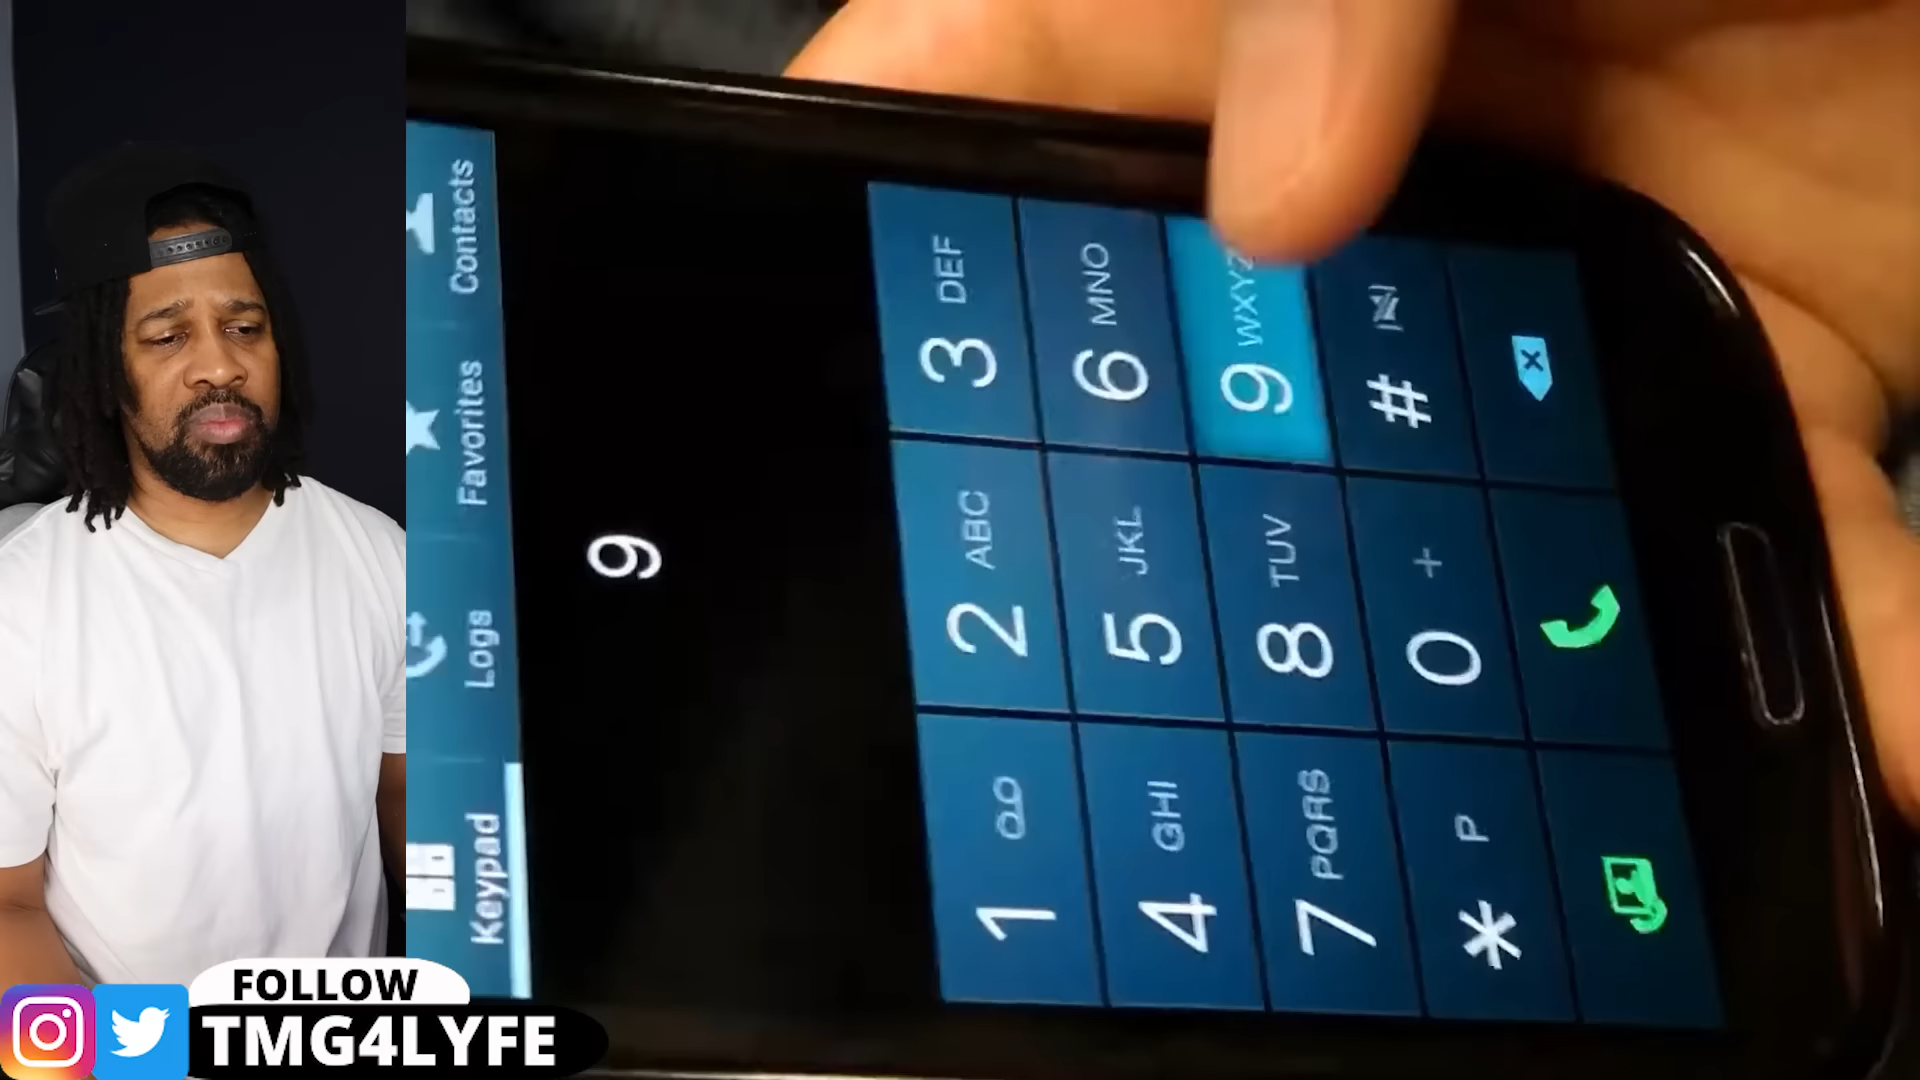 Keypad
Logs
Favorites
Contacts
9
1
2 ABC
3 DEF
4 GHI
5 JKL
6 MNO
7 PQRS
8 TUV
9 WXYZ
* P
0 +
#
FOLLOW
TMG4LYFE